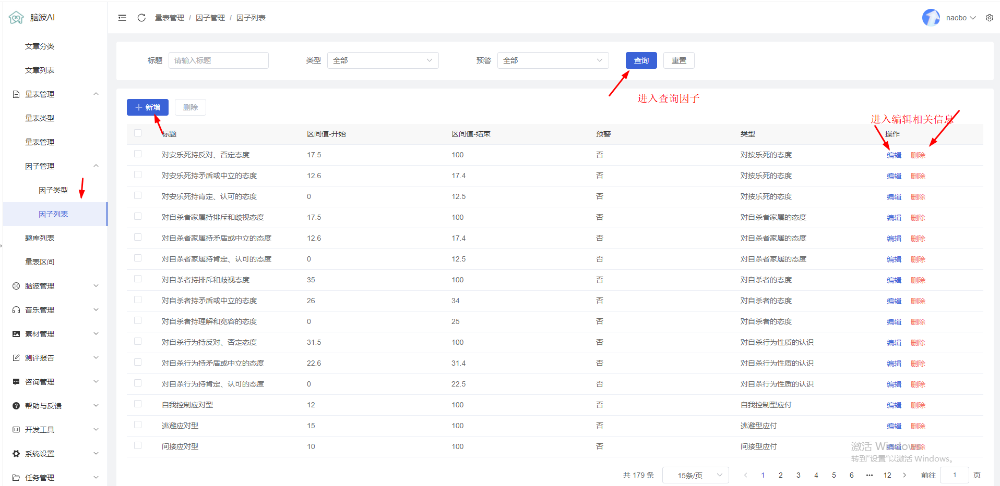 脑波AI
量表管理 / 因子管理 / 因子列表
naobo
文章分类
文章列表
量表管理
量表类型
量表管理
因子管理
因子类型
因子列表
题库列表
量表区间
脑波管理
音乐管理
素材管理
测评报告
咨询管理
帮助与反馈
开发工具
系统设置
任务管理
标题 请输入标题 类型 全部 预警 全部 查询 重置
进入查询因子
新增 删除
进入编辑相关信息
标题 区间值-开始 区间值-结束 预警 类型 操作
对安乐死持反对、否定态度 17.5 100 否 对按乐死的态度 编辑 删除
对安乐死持矛盾或中立的态度 12.6 17.4 否 对按乐死的态度 编辑 删除
对安乐死持肯定、认可的态度 0 12.5 否 对按乐死的态度 编辑 删除
对自杀者家属持排斥和歧视态度 17.5 100 否 对自杀者家属的态度 编辑 删除
对自杀者家属持矛盾或中立的态度 12.6 17.4 否 对自杀者家属的态度 编辑 删除
对自杀者家属持肯定、认可的态度 0 12.5 否 对自杀者家属的态度 编辑 删除
对自杀者持排斥和歧视态度 35 100 否 对自杀者的态度 编辑 删除
对自杀者持矛盾或中立的态度 26 34 否 对自杀者的态度 编辑 删除
对自杀者持理解和宽容的态度 0 25 否 对自杀者的态度 编辑 删除
对自杀行为持反对、否定态度 31.5 100 否 对自杀行为性质的认识 编辑 删除
对自杀行为持矛盾或中立的态度 22.6 31.4 否 对自杀行为性质的认识 编辑 删除
对自杀行为持肯定、认可的态度 0 22.5 否 对自杀行为性质的认识 编辑 删除
自我控制应对型 12 100 否 自我控制型应付 编辑 删除
逃避应对型 15 100 否 逃避型应付 编辑 删除
间接应对型 10 100 否 间接型应付 编辑 删除
激活 Windows
转到“设置”以激活 Windows。
共 179 条 15条/页 1 2 3 4 5 6 ••• 12 前往 1 页